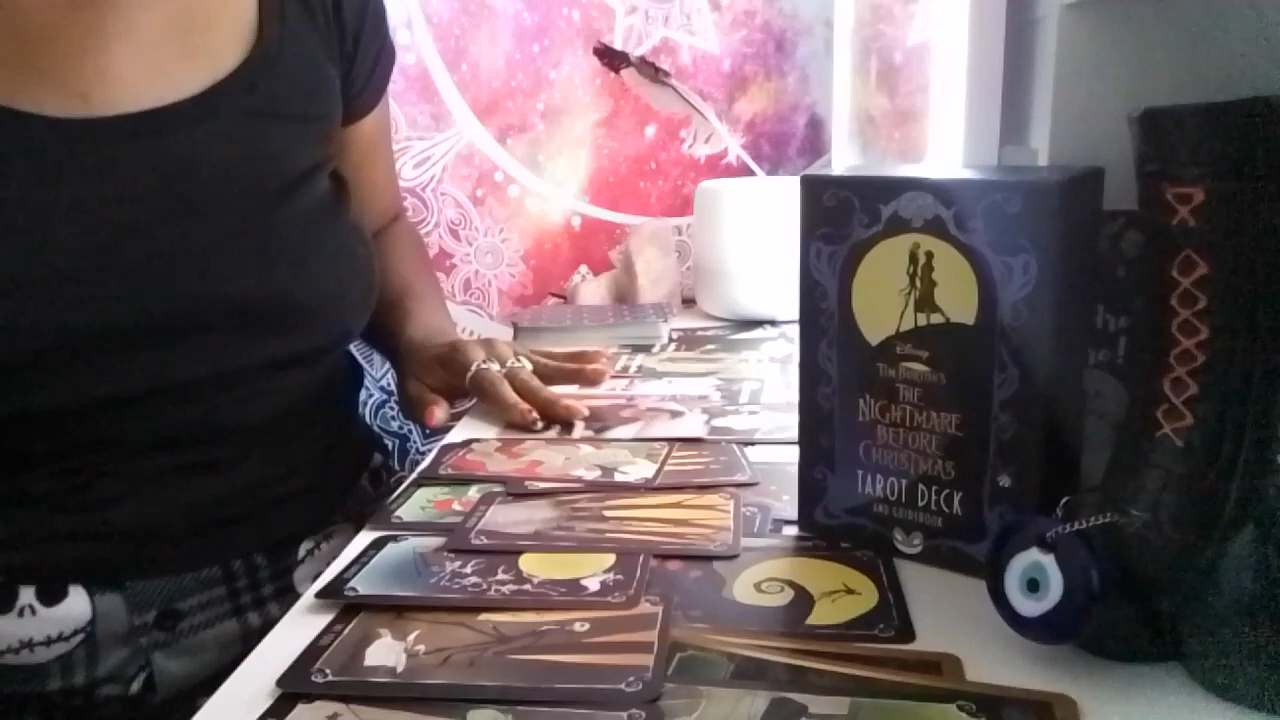 Disney
TIM BURTON'S
THE
NIGHTMARE
BEFORE
CHRISTMAS
TAROT DECK
AND GUIDEBOOK